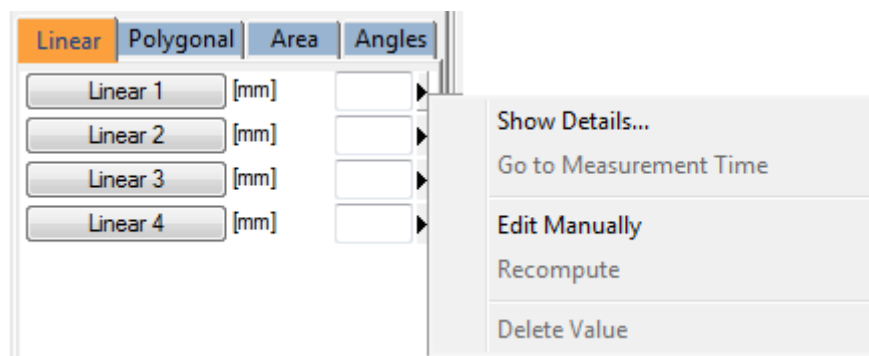 Linear Polygonal Area Angles
Linear 1 [mm]
Linear 2 [mm]
Linear 3 [mm]
Linear 4 [mm]
Show Details...
Go to Measurement Time
Edit Manually
Recompute
Delete Value